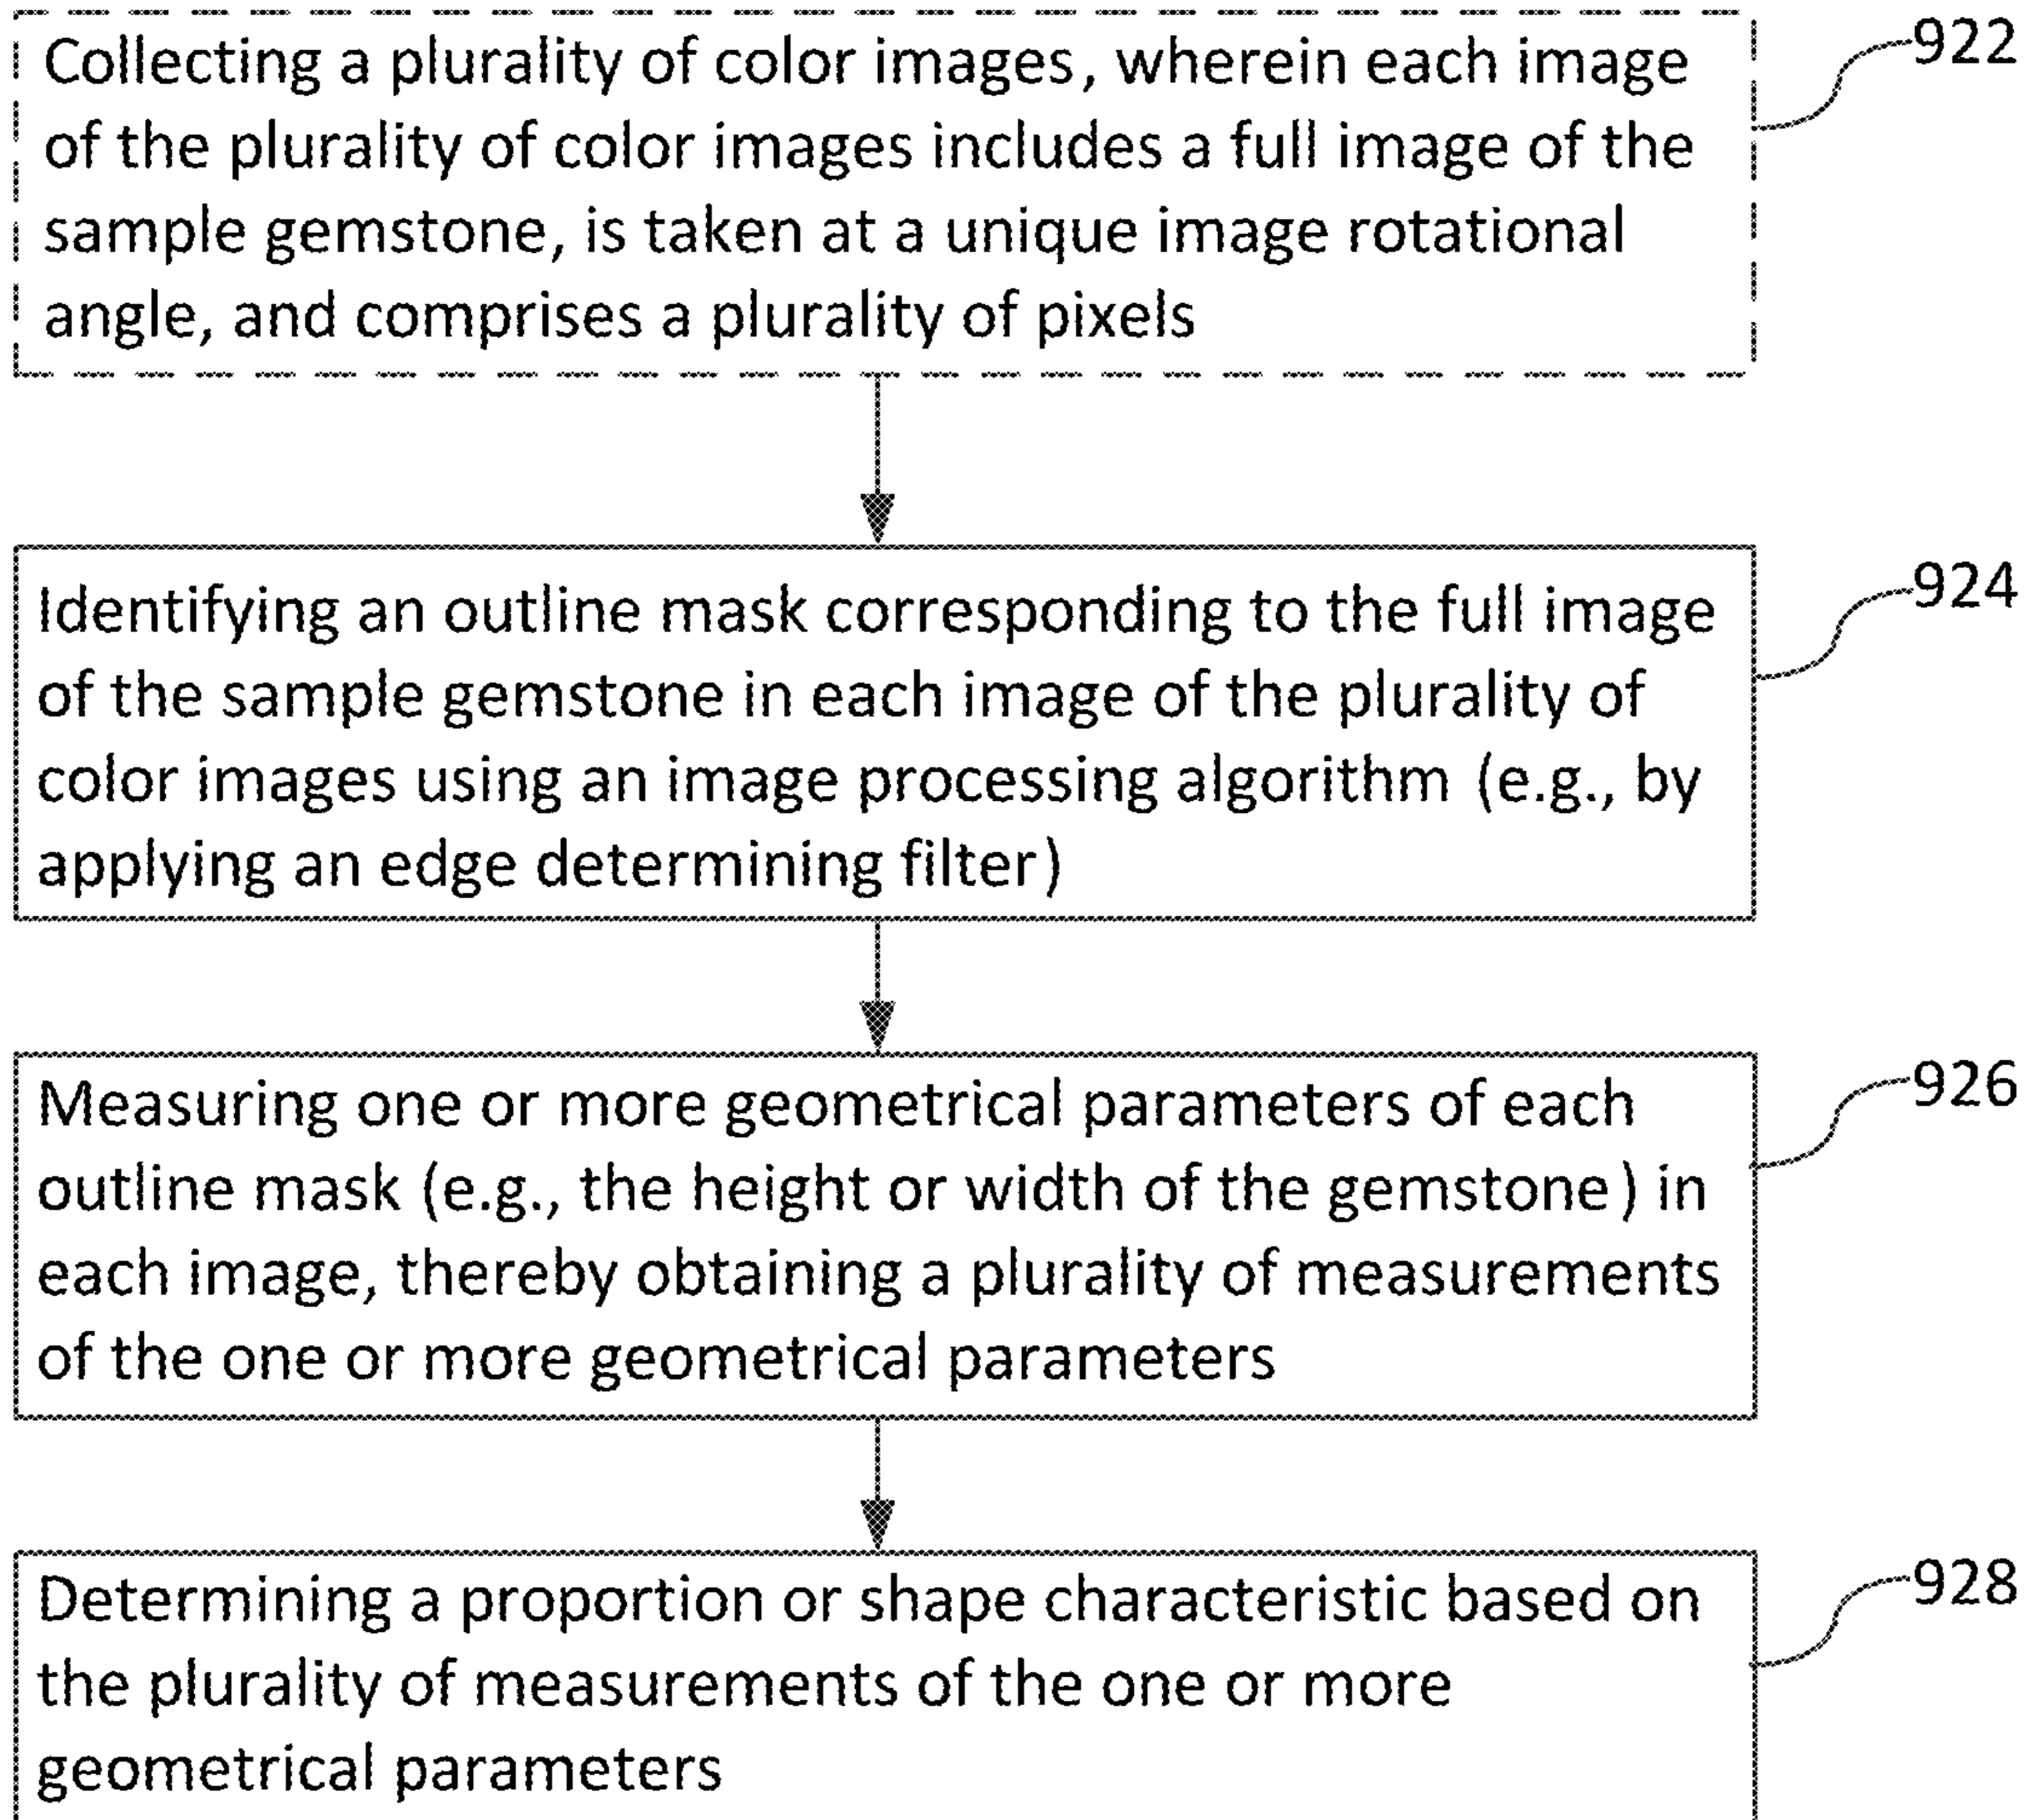 Collecting a plurality of color images, wherein each image
of the plurality of color images includes a full image of the
sample gemstone, is taken at a unique image rotational
angle, and comprises a plurality of pixels
922
Identifying an outline mask corresponding to the full image
of the sample gemstone in each image of the plurality of
color images using an image processing algorithm (e.g., by
applying an edge determining filter)
924
Measuring one or more geometrical parameters of each
outline mask (e.g., the height or width of the gemstone) in
each image, thereby obtaining a plurality of measurements
of the one or more geometrical parameters
926
Determining a proportion or shape characteristic based on
the plurality of measurements of the one or more
geometrical parameters
928